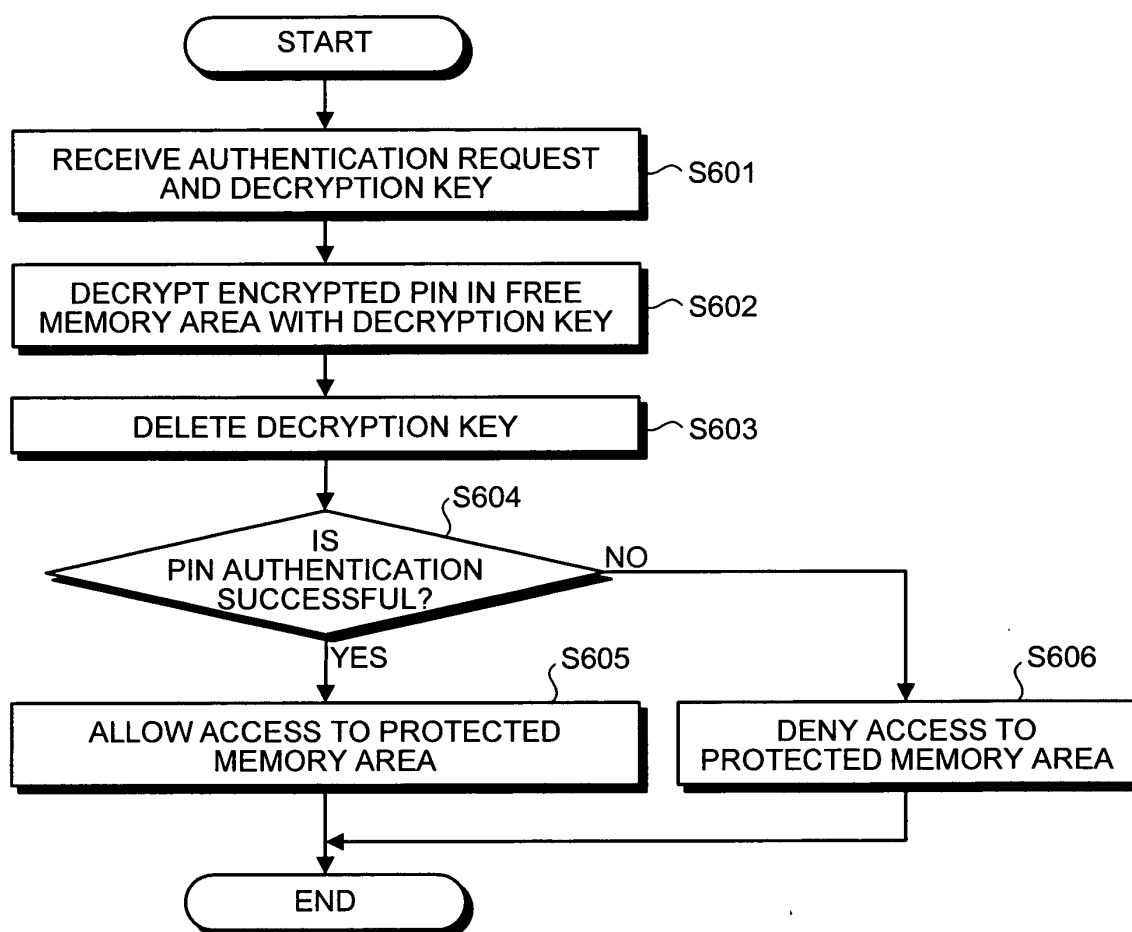 START
RECEIVE AUTHENTICATION REQUEST
AND DECRYPTION KEY
S601
DECRYPT ENCRYPTED PIN IN FREE
MEMORY AREA WITH DECRYPTION KEY
S602
DELETE DECRYPTION KEY
S603
S604
IS
PIN AUTHENTICATION
SUCCESSFUL?
NO
YES
S605
ALLOW ACCESS TO PROTECTED
MEMORY AREA
S606
DENY ACCESS TO
PROTECTED MEMORY AREA
END